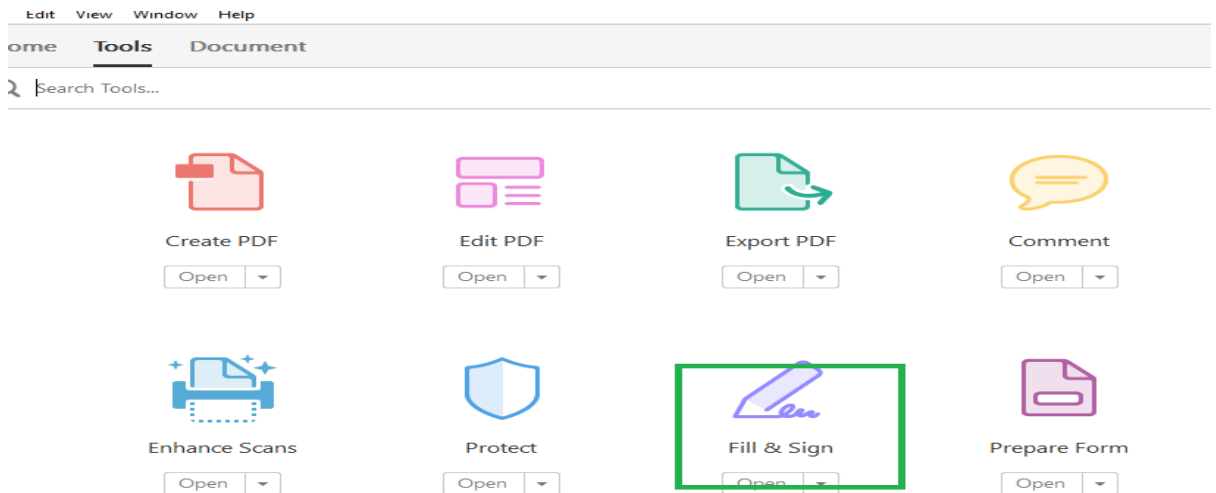 Edit View Window Help
ome Tools Document
Search Tools...
Create PDF Edit PDF Export PDF Comment
Open Open Open Open
Enhance Scans Protect Fill & Sign Prepare Form
Open Open Open Open